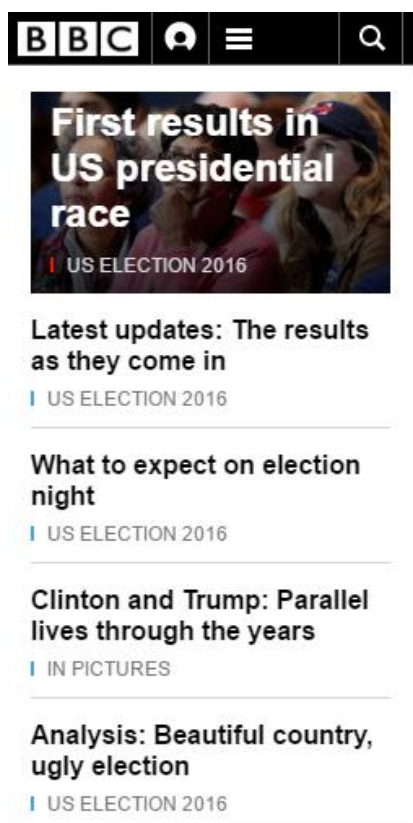 BBC
First results in
US presidential
race
US ELECTION 2016
Latest updates: The results
as they come in
US ELECTION 2016
What to expect on election
night
US ELECTION 2016
Clinton and Trump: Parallel
lives through the years
IN PICTURES
Analysis: Beautiful country,
ugly election
US ELECTION 2016